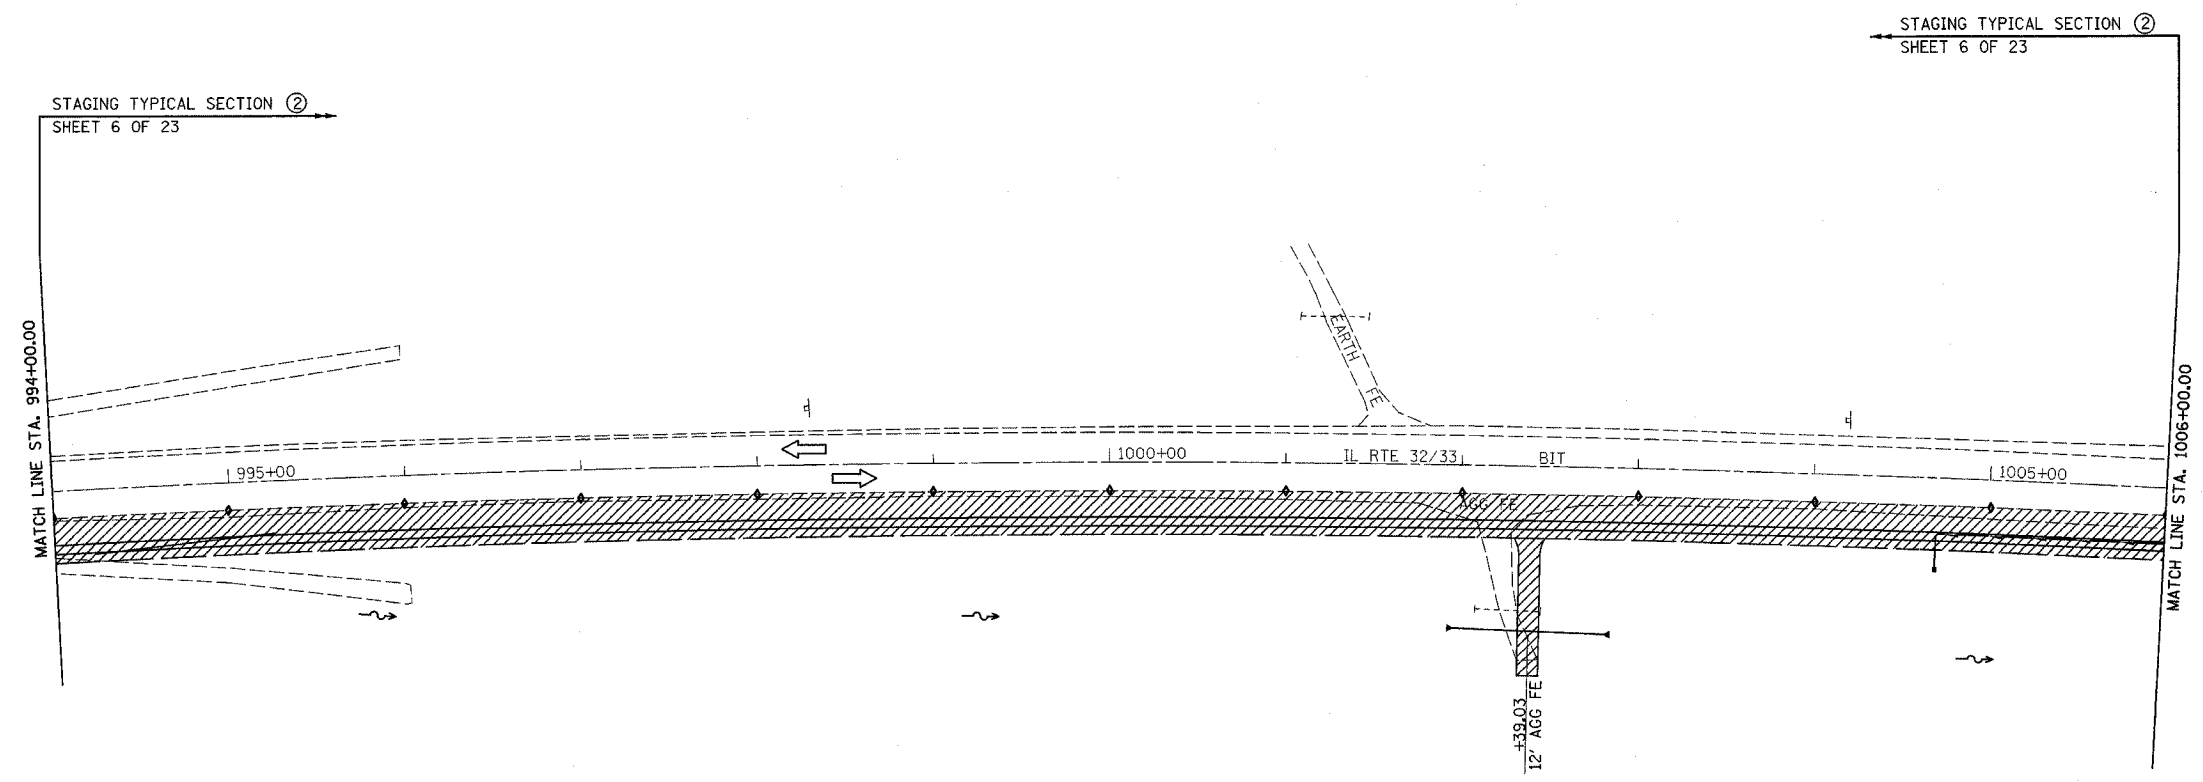 STAGING TYPICAL SECTION 2
SHEET 6 OF 23
STAGING TYPICAL SECTION 2
SHEET 6 OF 23
MATCH LINE STA. 994+00.00
MATCH LINE STA. 1006+00.00
EARTH FE
995+00
1000+00
IL RTE 32/33
BIT
1005+00
AGG FE
+39.03
12' AGG FE